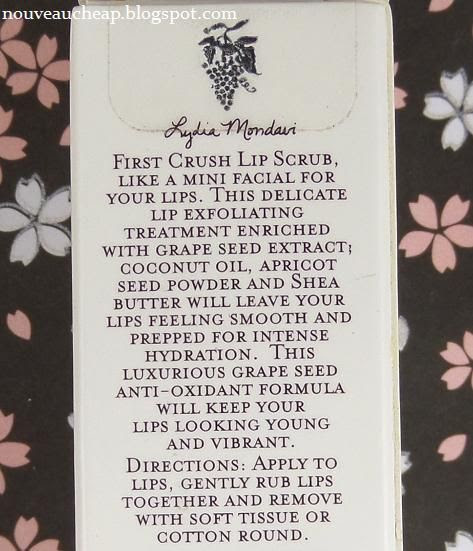 nouveaucheap.blogspot.com
Lydia Mondavi
First Crush Lip Scrub,
like a mini facial for
your lips. This delicate
lip exfoliating
treatment enriched
with grape seed extract;
coconut oil, apricot
seed powder and Shea
butter will leave your
lips feeling smooth and
prepped for intense
hydration. This
luxurious grape seed
anti-oxidant formula
will keep your
lips looking young
and vibrant.
Directions: Apply to
lips, gently rub lips
together and remove
with soft tissue or
cotton round.